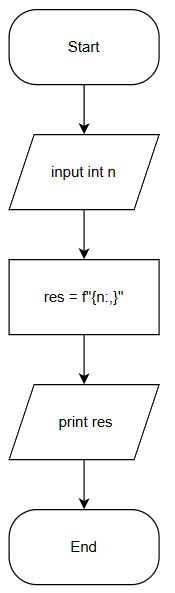 Start
input int n
res = f"{n:,}"
print res
End